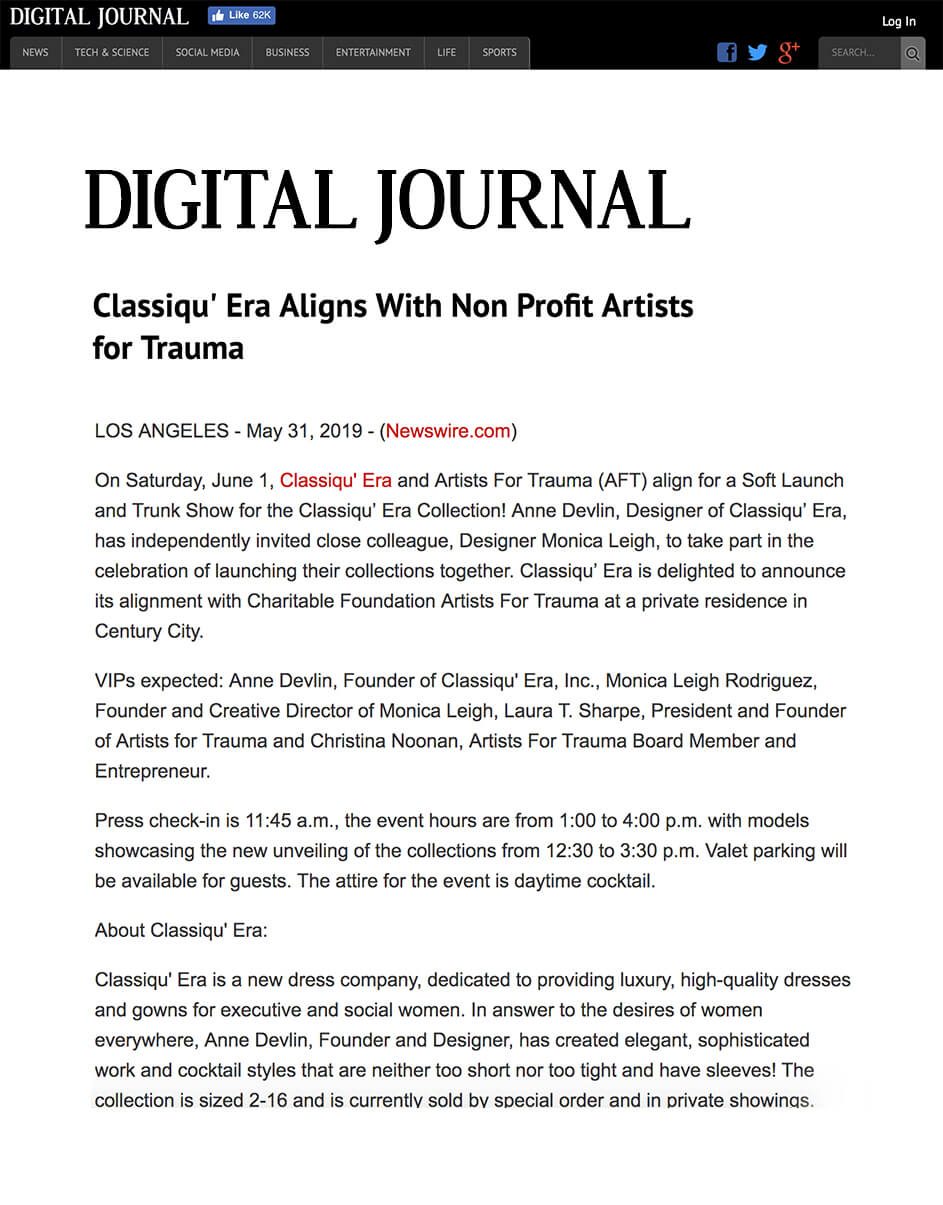 DIGITAL JOURNAL Like 62K
Log In
NEWS TECH & SCIENCE SOCIAL MEDIA BUSINESS ENTERTAINMENT LIFE SPORTS SEARCH...
DIGITAL JOURNAL
Classiqu' Era Aligns With Non Profit Artists
for Trauma
LOS ANGELES - May 31, 2019 - (Newswire.com)
On Saturday, June 1, Classiqu' Era and Artists For Trauma (AFT) align for a Soft Launch
and Trunk Show for the Classiqu’ Era Collection! Anne Devlin, Designer of Classiqu’ Era,
has independently invited close colleague, Designer Monica Leigh, to take part in the
celebration of launching their collections together. Classiqu’ Era is delighted to announce
its alignment with Charitable Foundation Artists For Trauma at a private residence in
Century City.
VIPs expected: Anne Devlin, Founder of Classiqu' Era, Inc., Monica Leigh Rodriguez,
Founder and Creative Director of Monica Leigh, Laura T. Sharpe, President and Founder
of Artists for Trauma and Christina Noonan, Artists For Trauma Board Member and
Entrepreneur.
Press check-in is 11:45 a.m., the event hours are from 1:00 to 4:00 p.m. with models
showcasing the new unveiling of the collections from 12:30 to 3:30 p.m. Valet parking will
be available for guests. The attire for the event is daytime cocktail.
About Classiqu' Era:
Classiqu' Era is a new dress company, dedicated to providing luxury, high-quality dresses
and gowns for executive and social women. In answer to the desires of women
everywhere, Anne Devlin, Founder and Designer, has created elegant, sophisticated
work and cocktail styles that are neither too short nor too tight and have sleeves! The
collection is sized 2-16 and is currently sold by special order and in private showings.